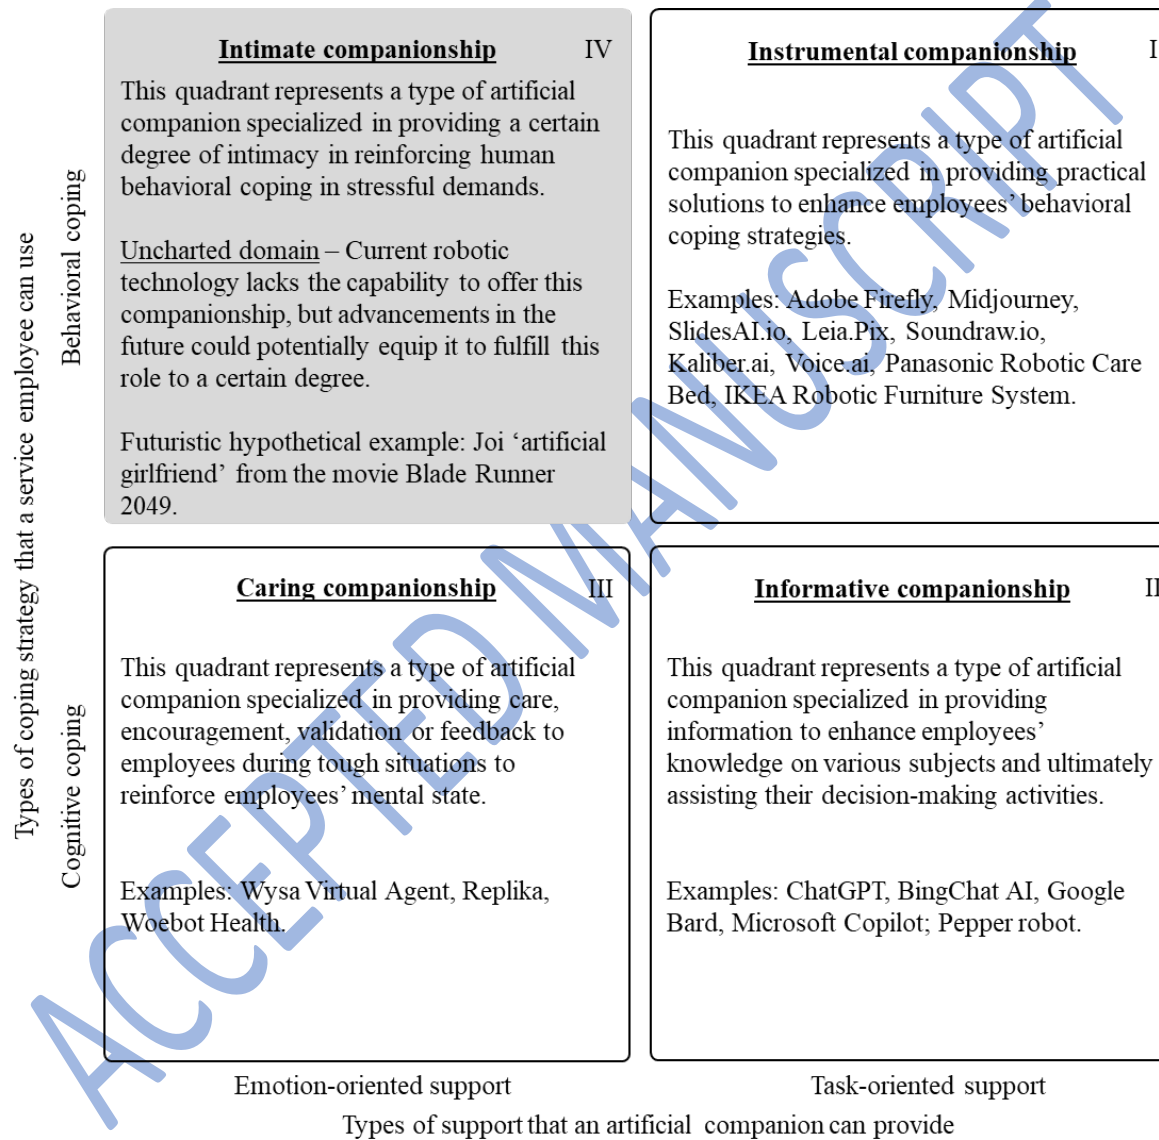 Intimate companionship IV
This quadrant represents a type of artificial
companion specialized in providing a certain
degree of intimacy in reinforcing human
behavioral coping in stressful demands.
Uncharted domain – Current robotic
technology lacks the capability to offer this
companionship, but advancements in the
future could potentially equip it to fulfill this
role to a certain degree.
Futuristic hypothetical example: Joi ‘artificial
girlfriend’ from the movie Blade Runner
2049.
Instrumental companionship I
This quadrant represents a type of artificial
companion specialized in providing practical
solutions to enhance employees’ behavioral
coping strategies.
Examples: Adobe Firefly, Midjourney,
SlidesAI.io, Leia.Pix, Soundraw.io,
Kaliber.ai, Voice.ai, Panasonic Robotic Care
Bed, IKEA Robotic Furniture System.
Caring companionship III
This quadrant represents a type of artificial
companion specialized in providing care,
encouragement, validation or feedback to
employees during tough situations to
reinforce employees’ mental state.
Examples: Wysa Virtual Agent, Replika,
Woebot Health.
Informative companionship II
This quadrant represents a type of artificial
companion specialized in providing
information to enhance employees’
knowledge on various subjects and ultimately
assisting their decision-making activities.
Examples: ChatGPT, BingChat AI, Google
Bard, Microsoft Copilot; Pepper robot.
Types of coping strategy that a service employee can use
Behavioral coping
Cognitive coping
Emotion-oriented support
Task-oriented support
Types of support that an artificial companion can provide
ACCEPTED MANUSCRIPT